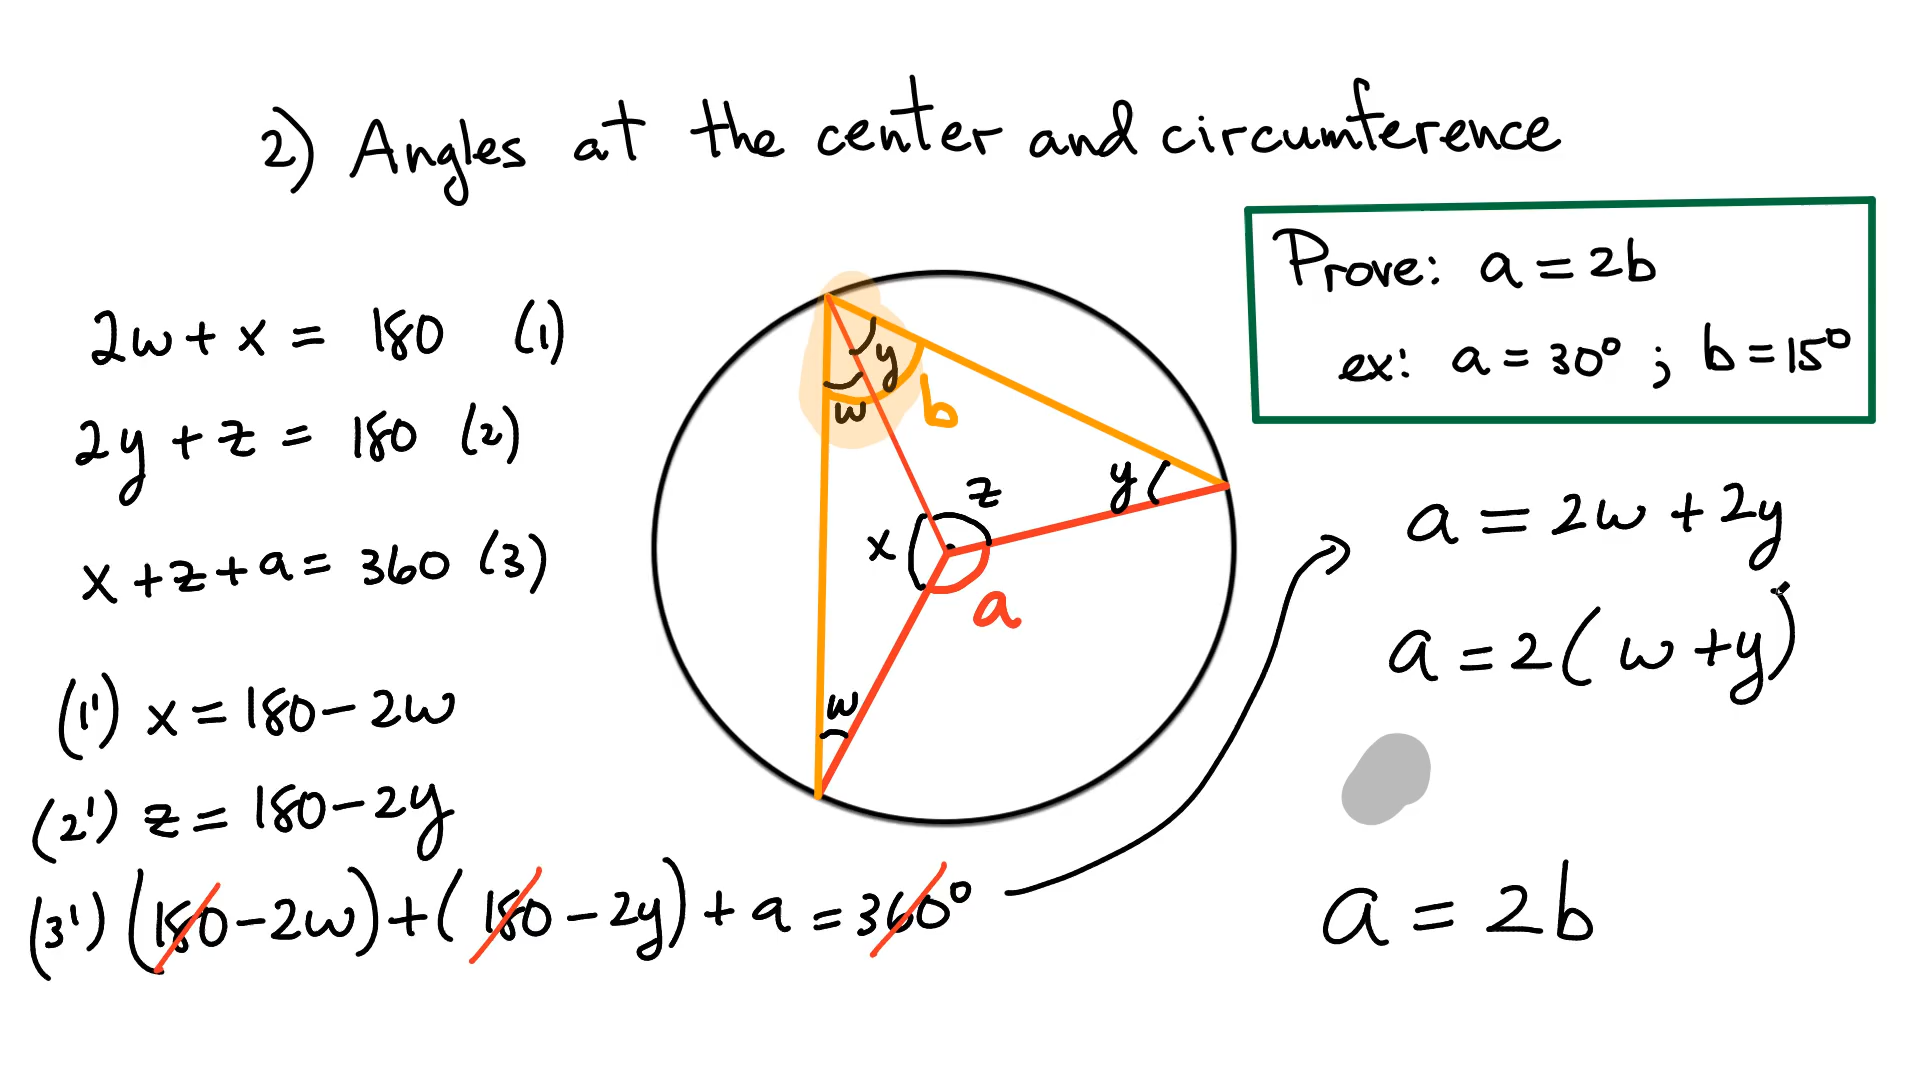 2) Angles at the center and circumference
Prove: a = 2b
ex: a = 30° ; b = 15°
2w + x = 180 (1)
2y + z = 180 (2)
x + z + a = 360 (3)
(1') x = 180 - 2w
(2') z = 180 - 2y
(3') (180 - 2w) + (180 - 2y) + a = 360°
y
w
b
z
y
x
a
w
a = 2w + 2y
a = 2(w + y)
a = 2b